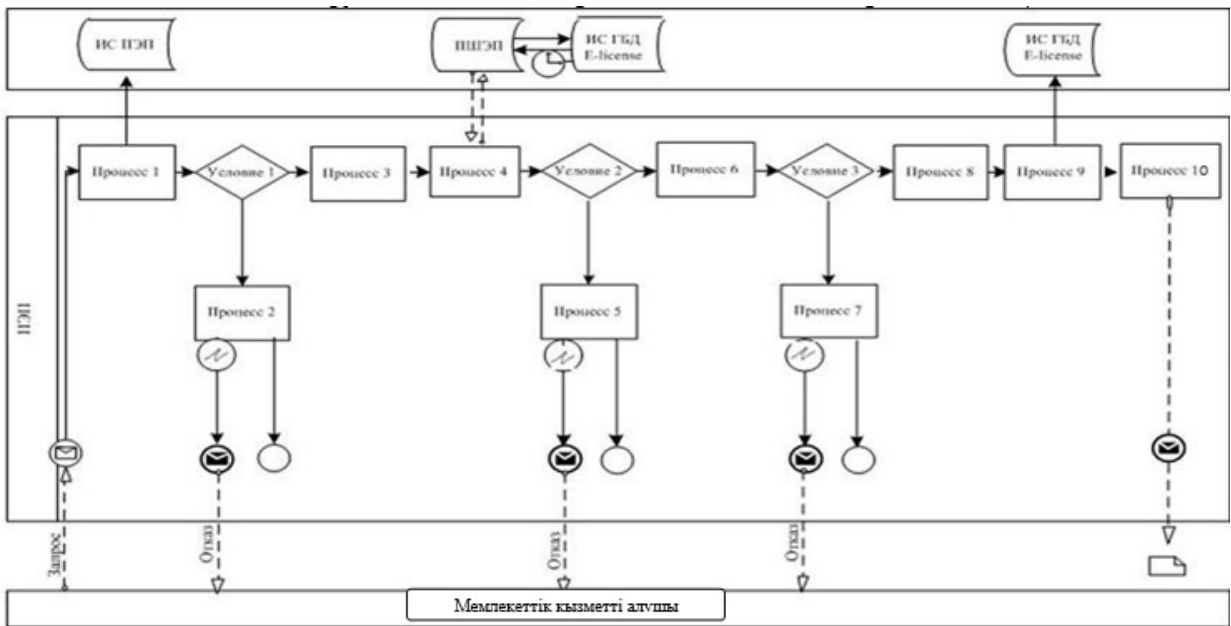 ИС ПЭП
ПШЭП
ИС ГБД
E-license
ИС ГБД
E-license
ПЭП
Процесс 1
Условие 1
Процесс 3
Процесс 4
Условие 2
Процесс 6
Условие 3
Процесс 8
Процесс 9
Процесс 10
Процесс 2
Процесс 5
Процесс 7
Запрос
Отказ
Отказ
Отказ
Мемлекеттік қызметті алушы